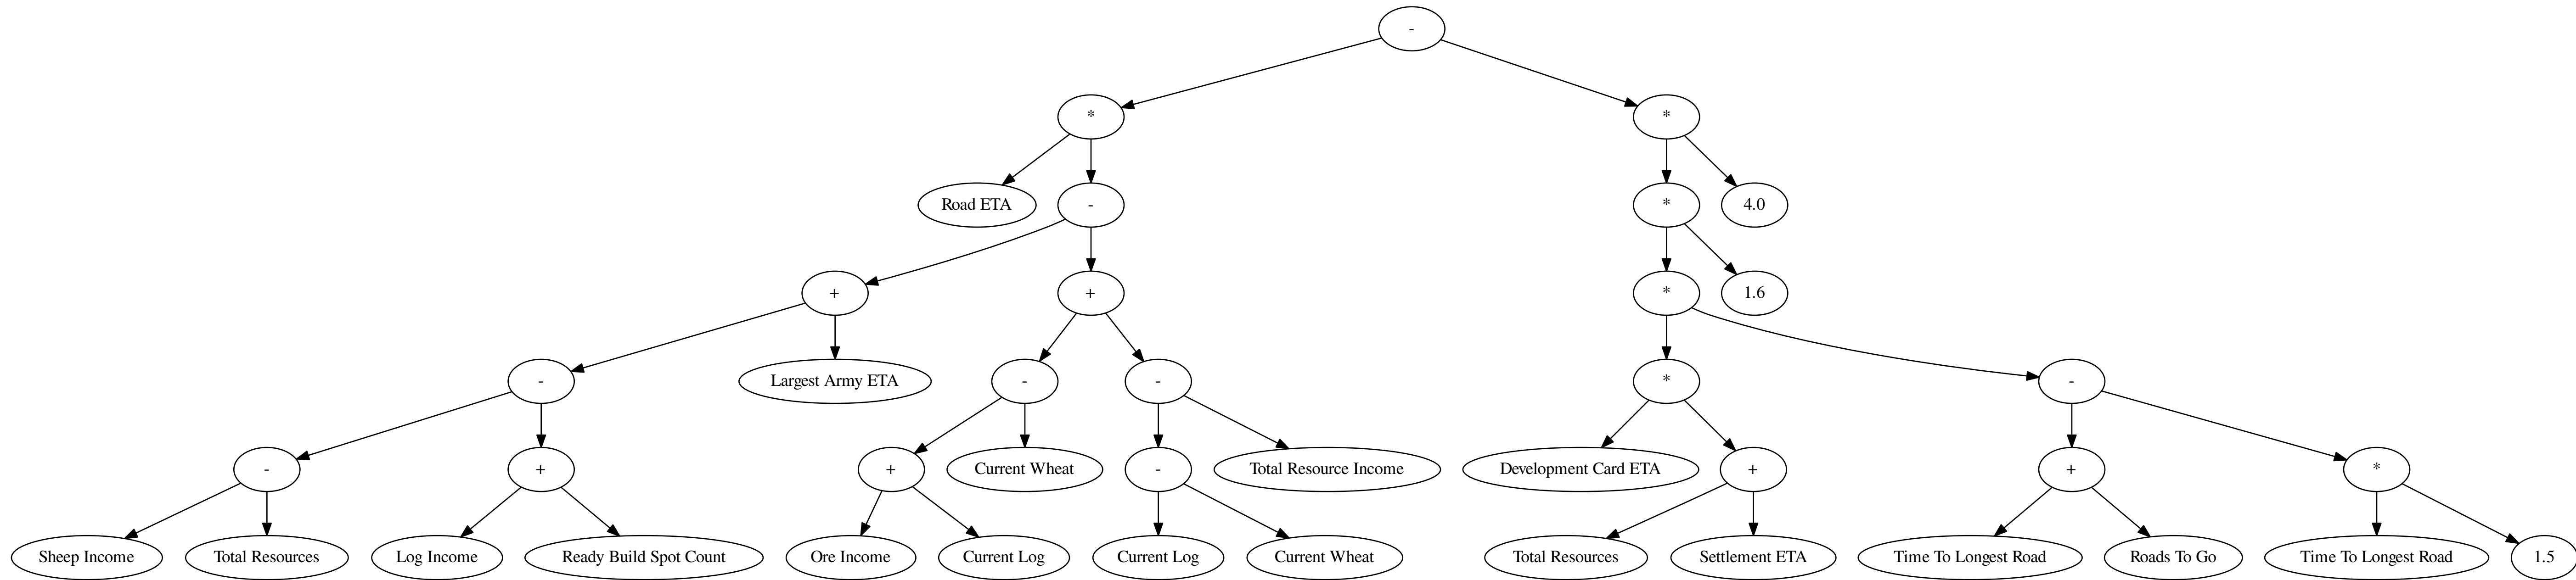 -
* *
Road ETA - * 4.0
+ + * 1.6
- Largest Army ETA - - * -
- + + Current Wheat - Total Resource Income Development Card ETA + + *
Sheep Income Total Resources Log Income Ready Build Spot Count Ore Income Current Log Current Log Current Wheat Total Resources Settlement ETA Time To Longest Road Roads To Go Time To Longest Road 1.5